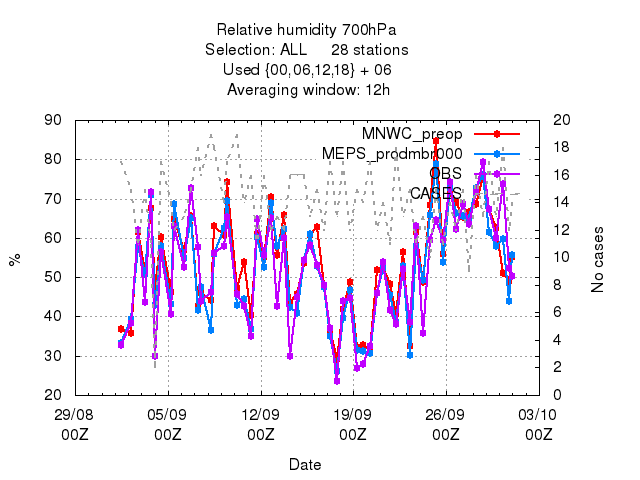 Relative humidity 700hPa
Selection: ALL 28 stations
Used {00,06,12,18} + 06
Averaging window: 12h
MNWC_preop
MEPS_prodmbr000
OBS
CASES
90
80
70
60
50
40
30
20
%
20
18
16
14
12
10
8
6
4
2
0
No cases
29/08 05/09 12/09 19/09 26/09 03/10
00Z 00Z 00Z 00Z 00Z 00Z
Date